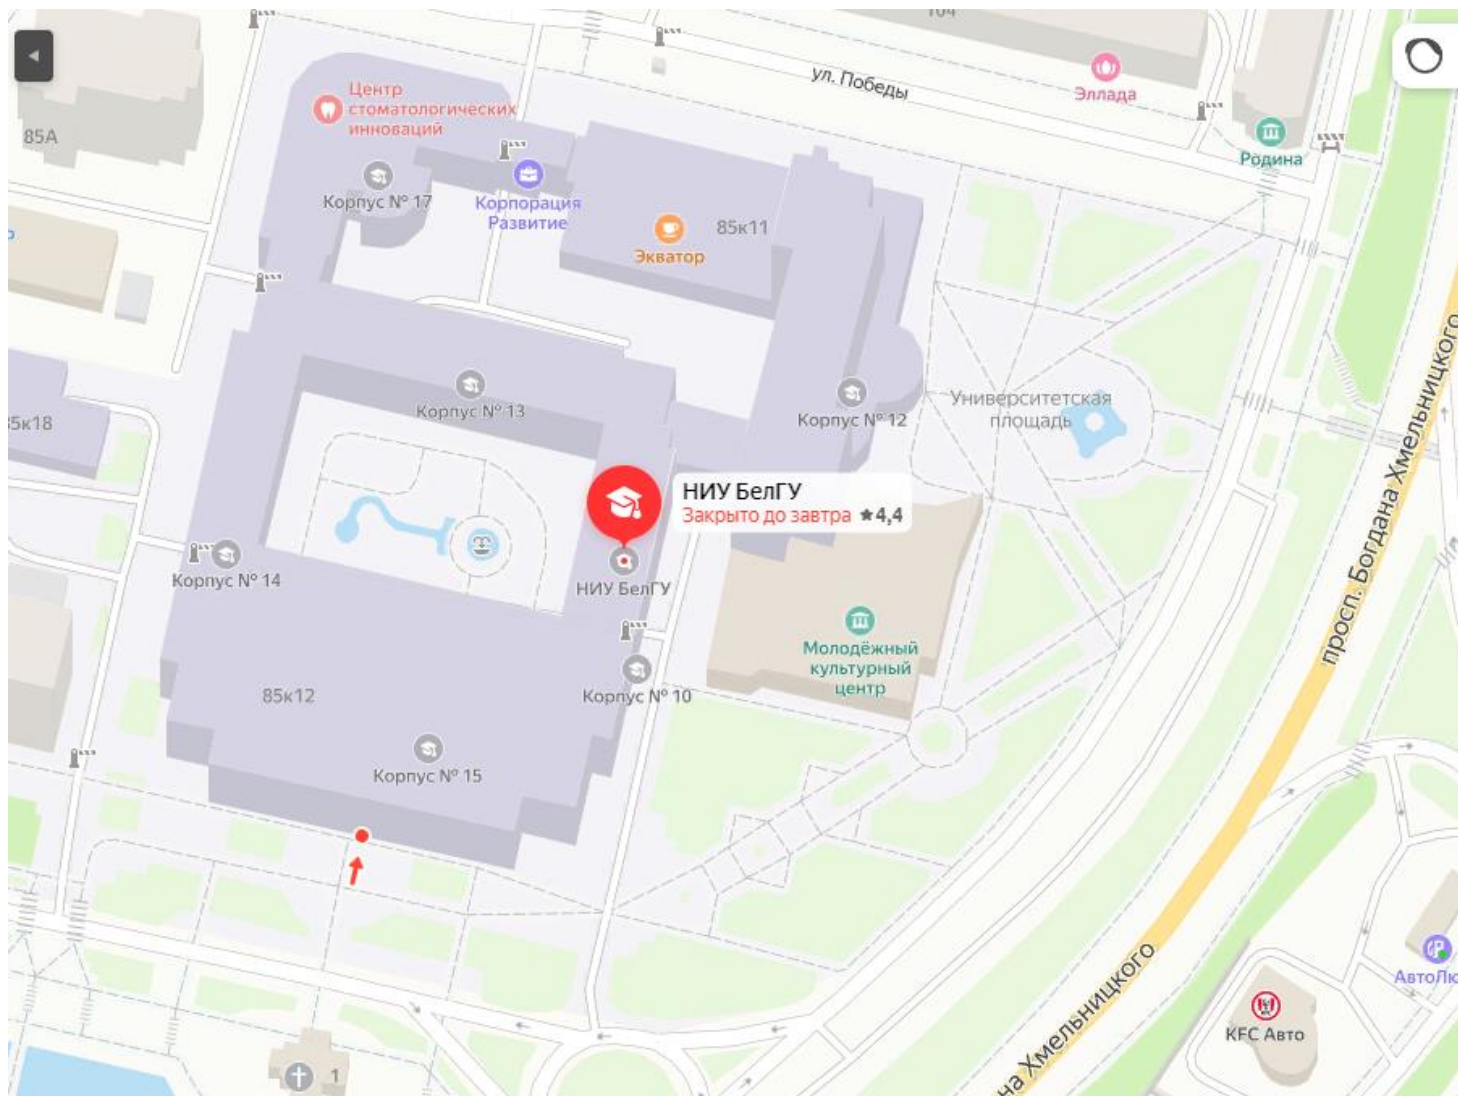 104
ул. Победы
Эллада
Центр
стоматологических
инноваций
85А
Родина
Корпус № 17
Корпорация
Развитие
85к11
Экватор
Корпус № 13
Корпус № 12
Университетская
площадь
просп. Богдана Хмельницкого
5к18
НИУ БелГУ
Закрыто до завтра ★4,4
Корпус № 14
НИУ БелГУ
Молодёжный
культурный
центр
85к12
Корпус № 10
Корпус № 15
на Хмельницкого
АвтоЛю
KFC Авто
1